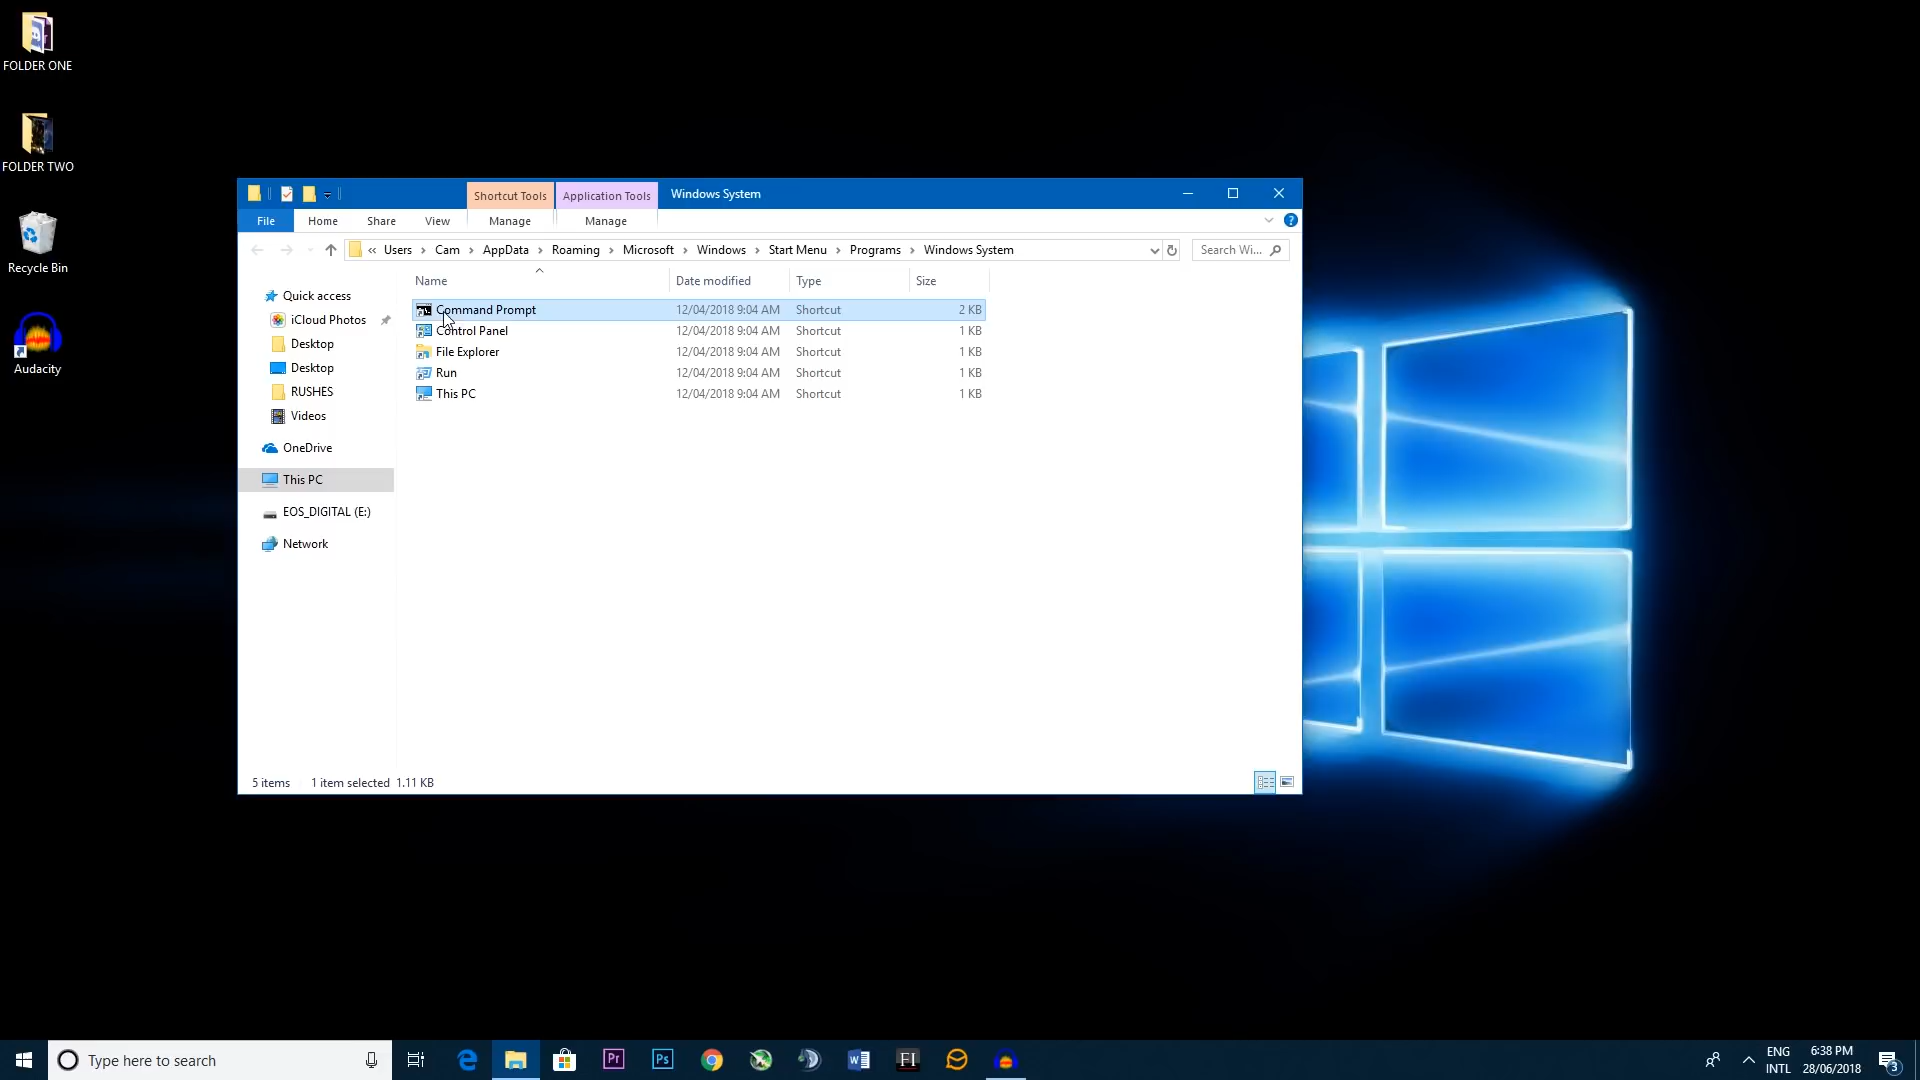 FOLDER ONE
FOLDER TWO
Recycle Bin
Audacity
Shortcut Tools
Application Tools
Windows System
File
Home
Share
View
Manage
Manage
« Users > Cam > AppData > Roaming > Microsoft > Windows > Start Menu > Programs > Windows System
Search Wi...
Name
Date modified
Type
Size
Quick access
iCloud Photos
Desktop
Desktop
RUSHES
Videos
OneDrive
This PC
EOS_DIGITAL (E:)
Network
Command Prompt 12/04/2018 9:04 AM Shortcut 2 KB
Control Panel 12/04/2018 9:04 AM Shortcut 1 KB
File Explorer 12/04/2018 9:04 AM Shortcut 1 KB
Run 12/04/2018 9:04 AM Shortcut 1 KB
This PC 12/04/2018 9:04 AM Shortcut 1 KB
5 items 1 item selected 1.11 KB
Type here to search
Pr
Ps
FI
ENG
INTL
6:38 PM
28/06/2018
3